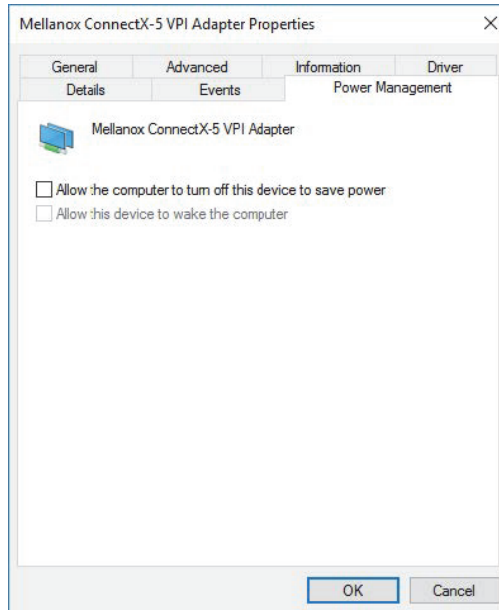 Mellanox ConnectX-5 VPI Adapter Properties
General Advanced Information Driver
Details Events Power Management
Mellanox ConnectX-5 VPI Adapter
Allow the computer to turn off this device to save power
Allow this device to wake the computer
OK Cancel